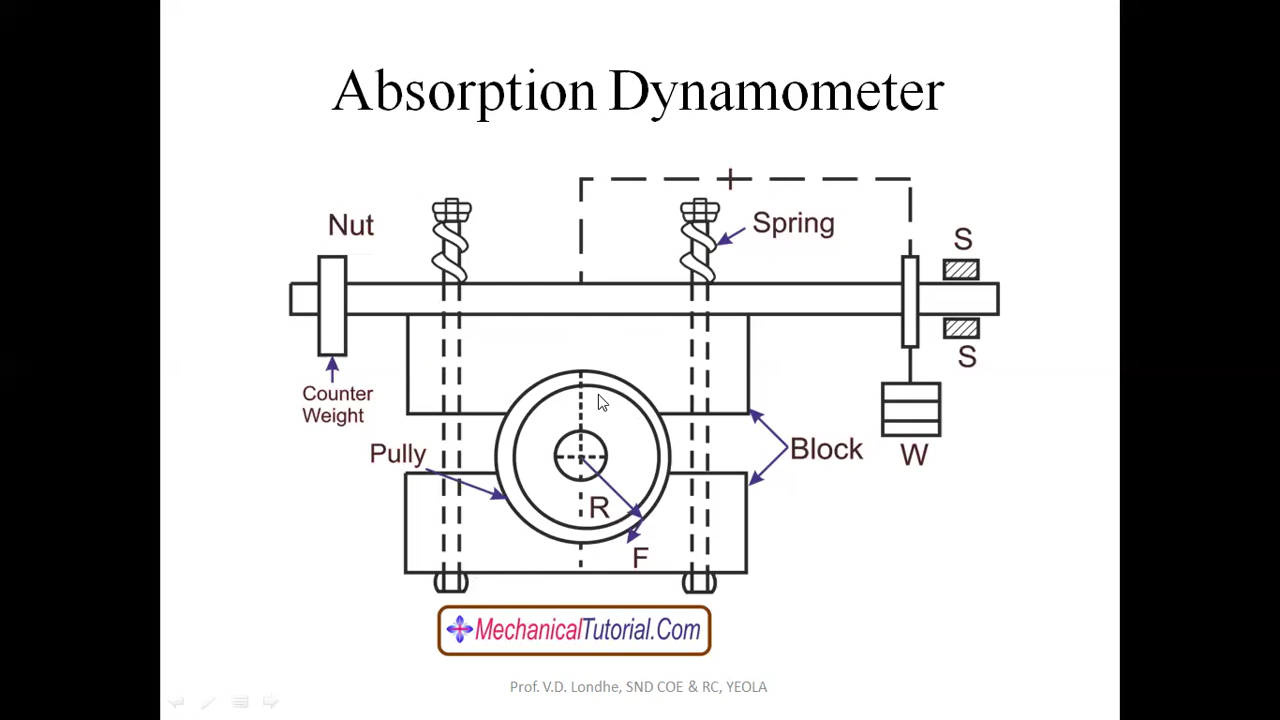 Absorption Dynamometer
Nut
Spring
S
S
Counter
Weight
Pully
Block
W
R
F
MechanicalTutorial.Com
Prof. V.D. Londhe, SND COE & RC, YEOLA